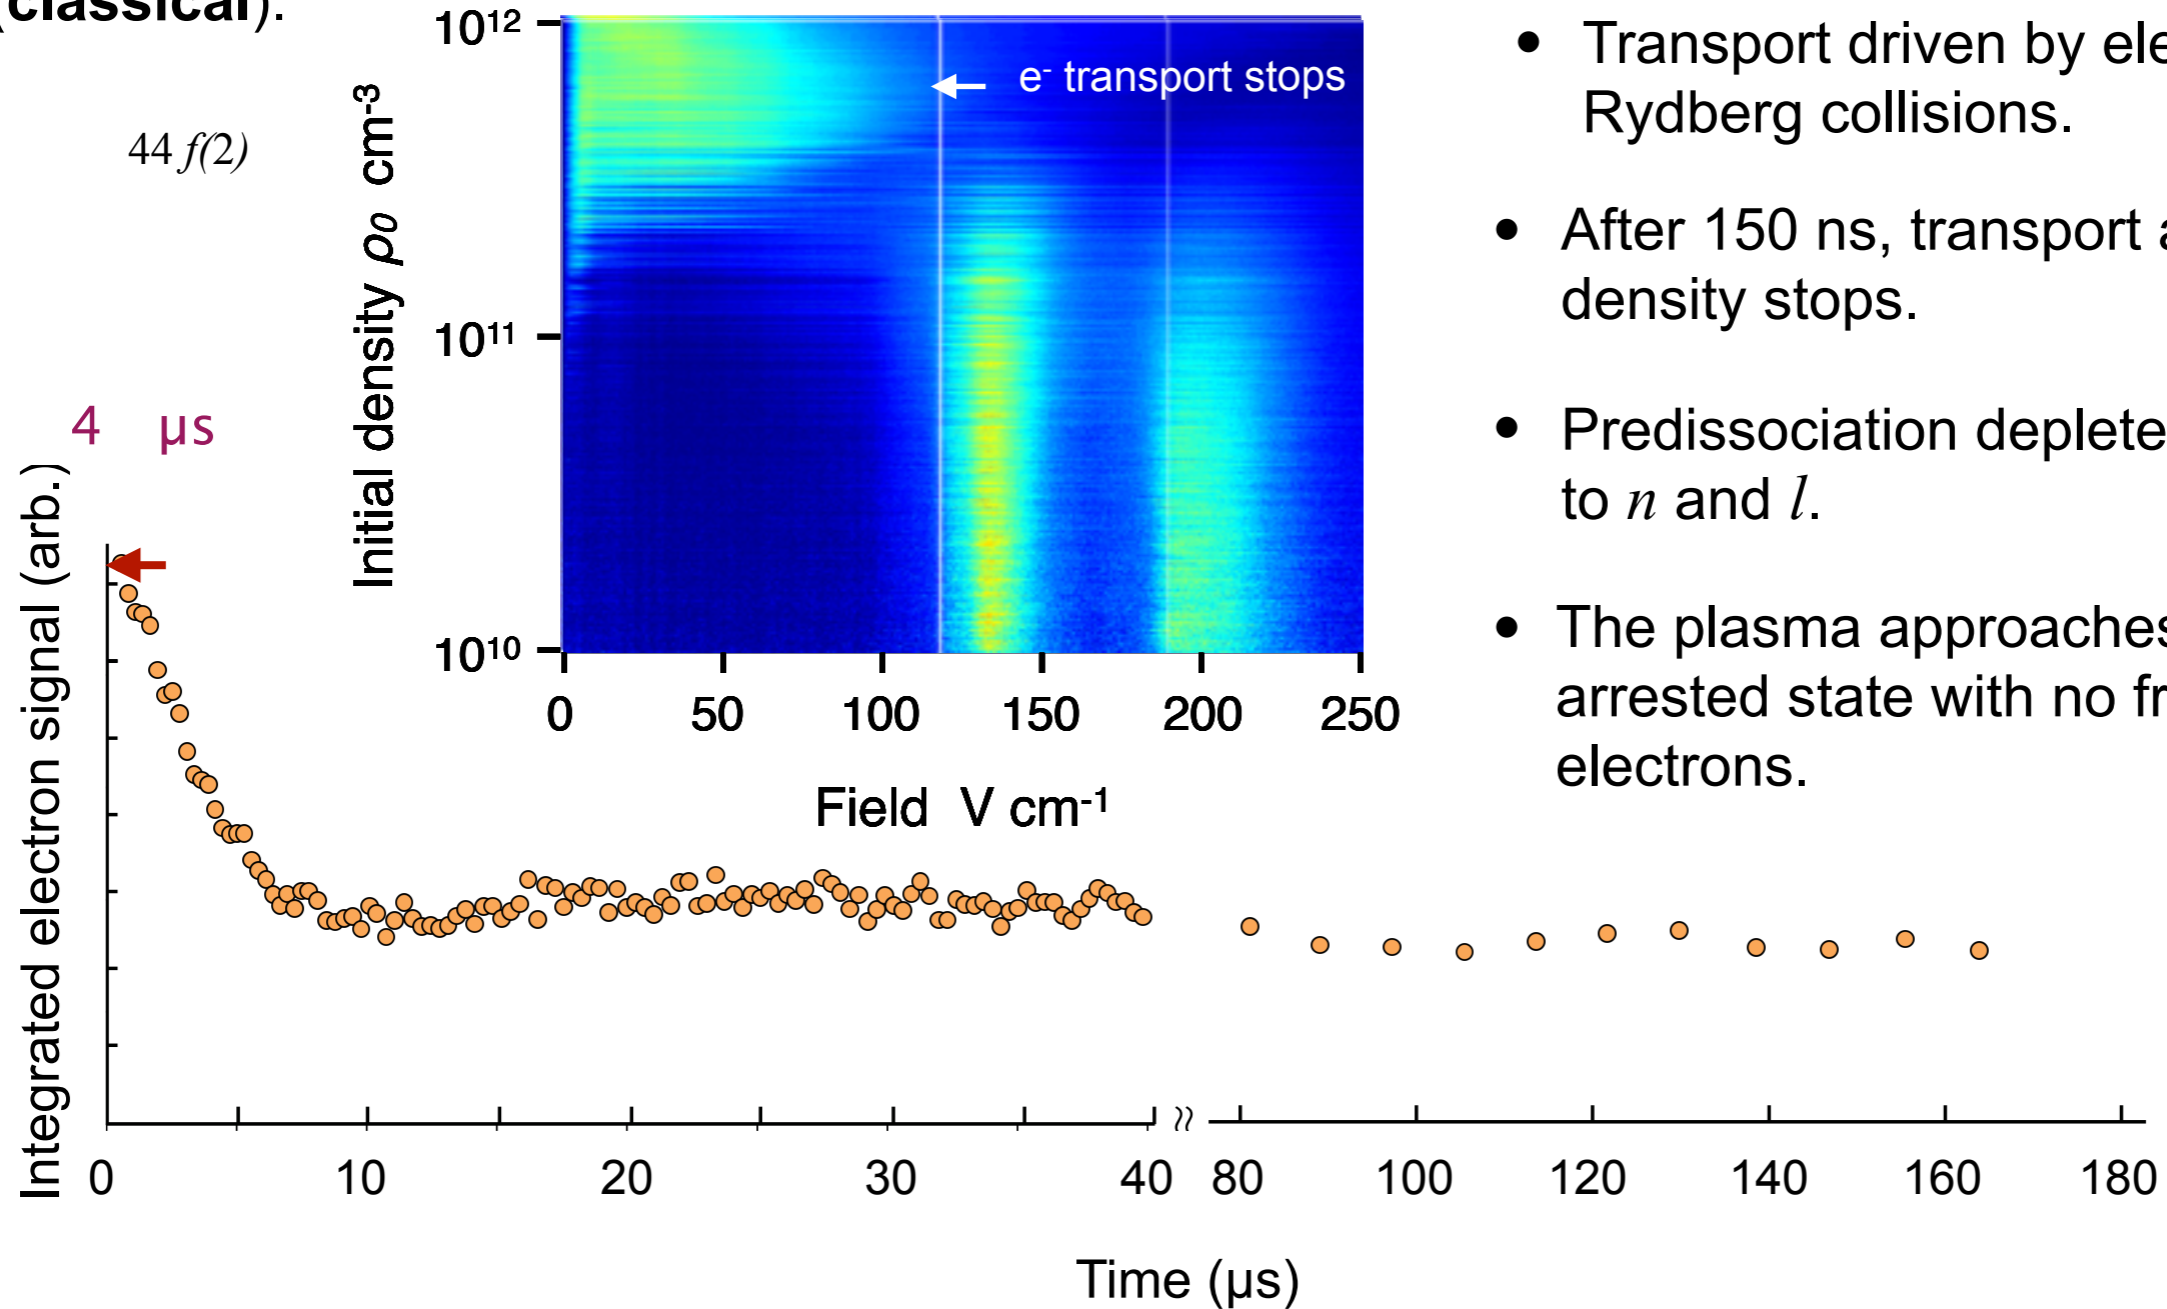 (classical).
44 f(2)
4 µs
Initial density ρ0 cm-3
1012
1011
1010
e- transport stops
0 50 100 150 200 250
Field V cm-1
Transport driven by
Rydberg collisions.
After 150 ns, transport
density stops.
Predissociation
to n and l.
The plasma approaches
arrested state with no
electrons.
Integrated electron signal (arb.)
0 10 20 30 40 80 100 120 140 160 180
Time (µs)